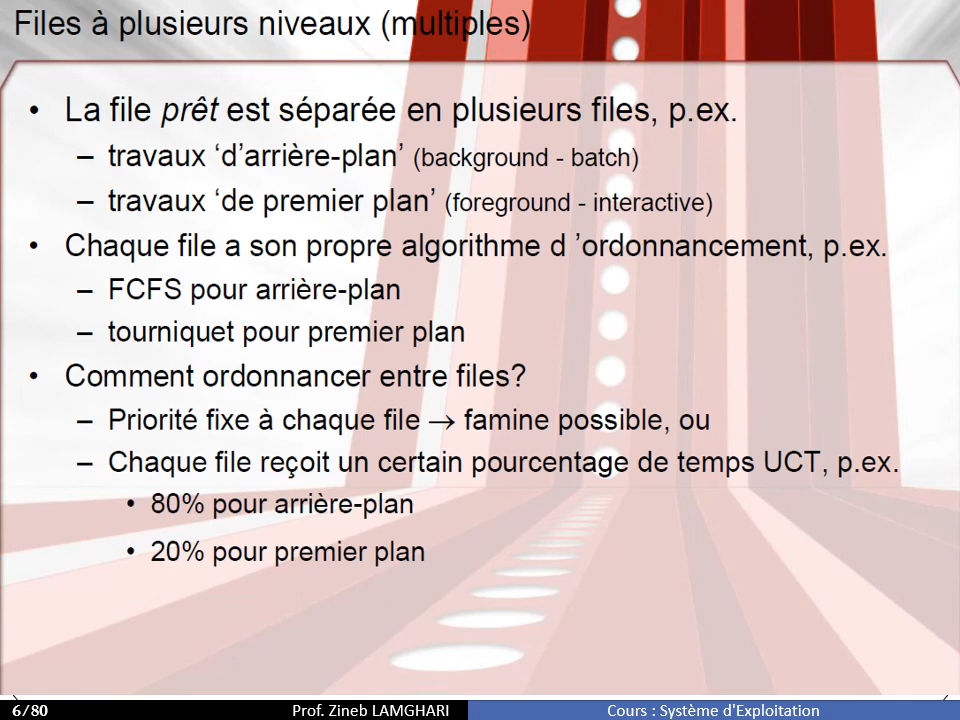 Files à plusieurs niveaux (multiples)
• La file prêt est séparée en plusieurs files, p.ex.
– travaux ‘d’arrière-plan’ (background - batch)
– travaux ‘de premier plan’ (foreground - interactive)
• Chaque file a son propre algorithme d ’ordonnancement, p.ex.
– FCFS pour arrière-plan
– tourniquet pour premier plan
• Comment ordonnancer entre files?
– Priorité fixe à chaque file → famine possible, ou
– Chaque file reçoit un certain pourcentage de temps UCT, p.ex.
• 80% pour arrière-plan
• 20% pour premier plan
6/80 Prof. Zineb LAMGHARI Cours : Système d'Exploitation